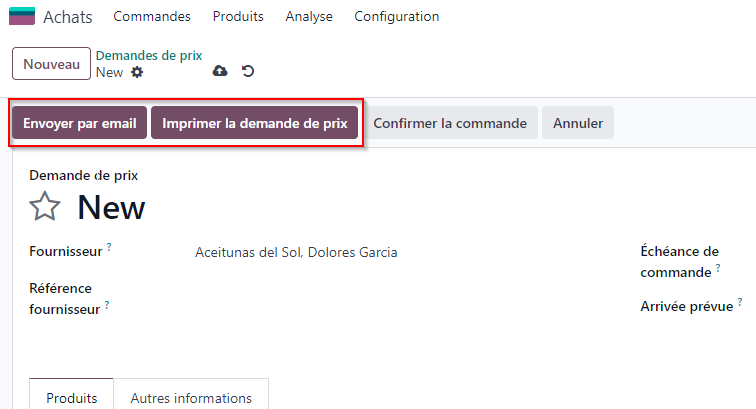 Achats Commandes Produits Analyse Configuration
Nouveau
Demandes de prix
New
Envoyer par email Imprimer la demande de prix Confirmer la commande Annuler
Demande de prix
New
Fournisseur ? Aceitunas del Sol, Dolores Garcia
Échéance de
commande ?
Référence
fournisseur ?
Arrivée prévue ?
Produits Autres informations